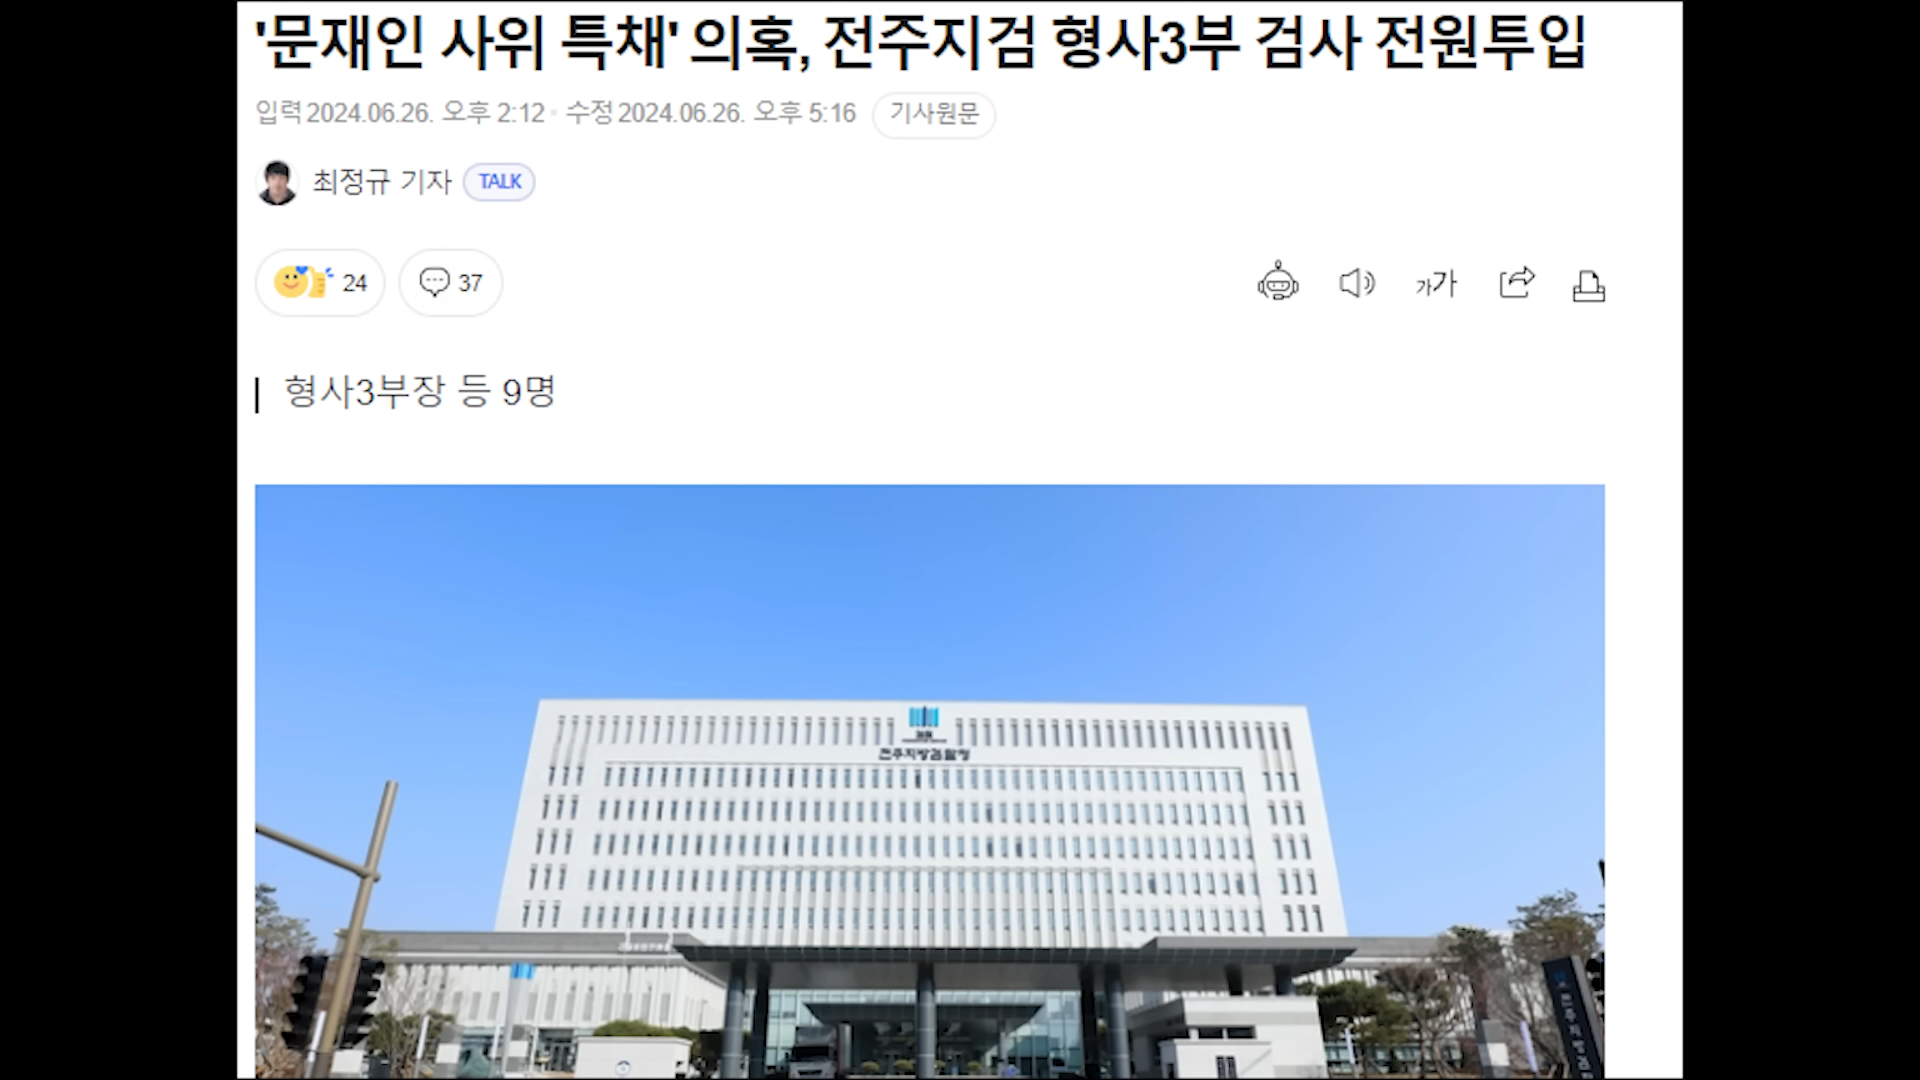 '문재인 사위 특채' 의혹, 전주지검 형사3부 검사 전원투입
입력 2024.06.26. 오후 2:12 · 수정 2024.06.26. 오후 5:16 기사원문
최정규 기자 TALK
24 37 가가
형사3부장 등 9명
전주지방검찰청